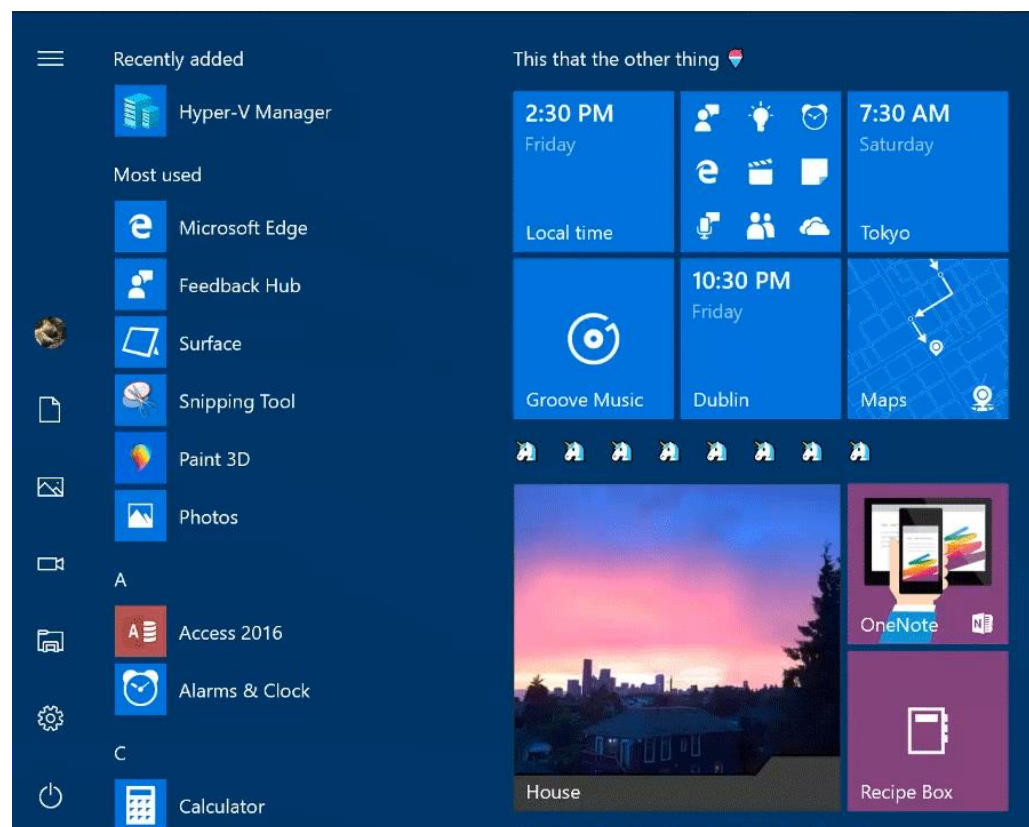 Recently added
Hyper-V Manager
Most used
Microsoft Edge
Feedback Hub
Surface
Snipping Tool
Paint 3D
Photos
A
Access 2016
Alarms & Clock
C
Calculator
This that the other thing 🍧
2:30 PM
Friday
Local time
7:30 AM
Saturday
Tokyo
Groove Music
10:30 PM
Friday
Dublin
Maps
🦄 🦄 🦄 🦄 🦄 🦄 🦄 🦄
House
OneNote
Recipe Box